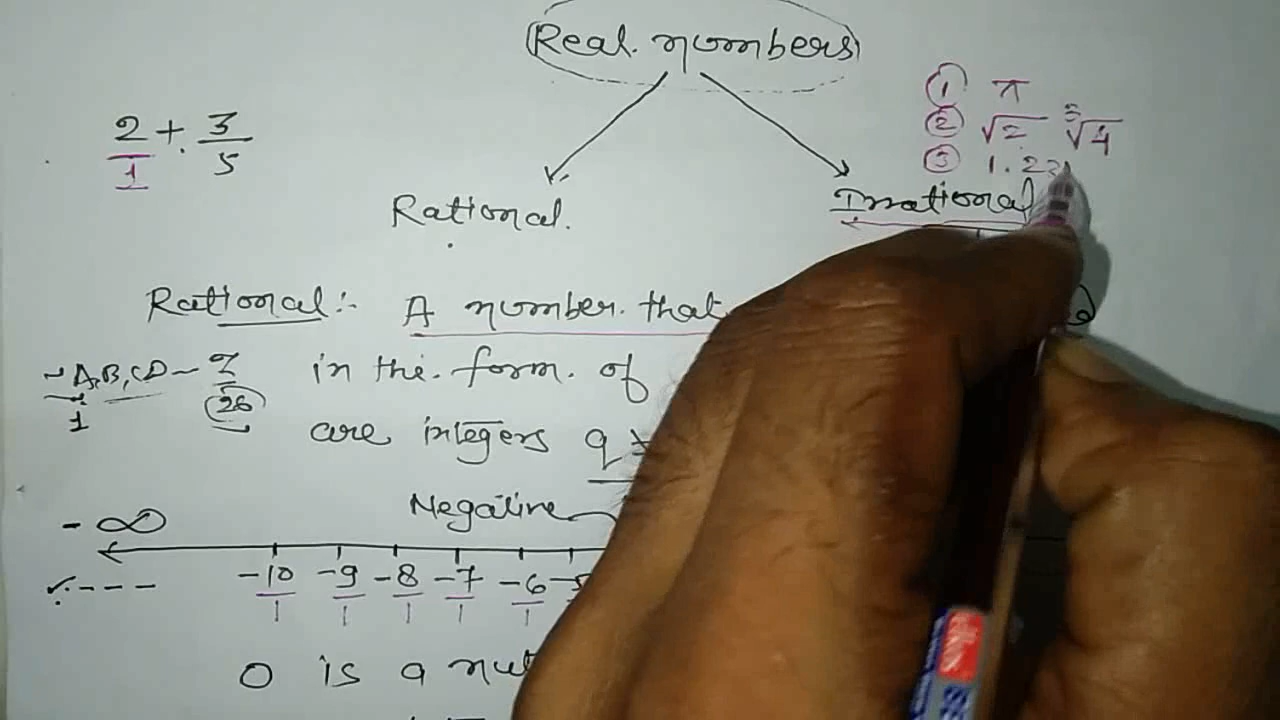 Real numbers
① π
② √2 ³√4
③ 1.22
2/1 + 3/5
Rational.
Irrational
Rational :- A number that
~ A, B, C, D ~ Z in the form of
1 26 are integers q ≠
Negative
- ∞
-10 -9 -8 -7 -6
1 1 1 1 1
0 is a